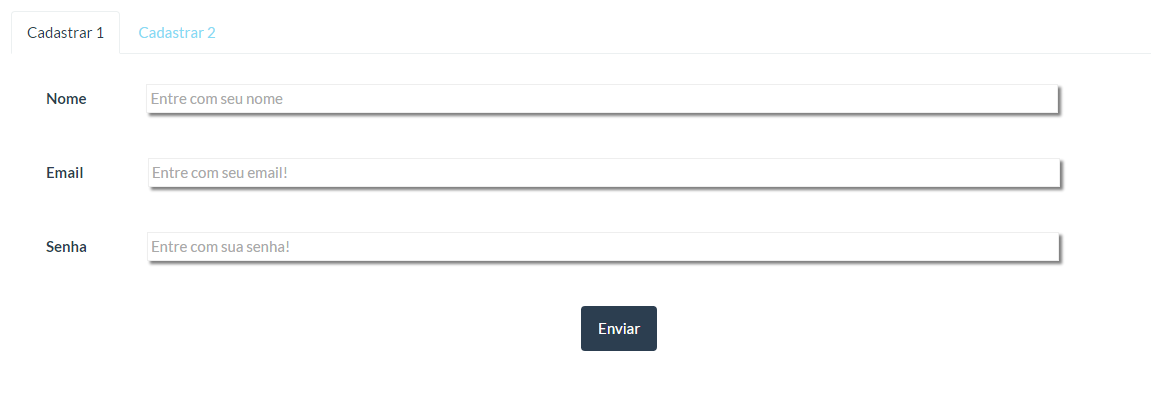 Cadastrar 1 Cadastrar 2
Nome Entre com seu nome
Email Entre com seu email!
Senha Entre com sua senha!
Enviar